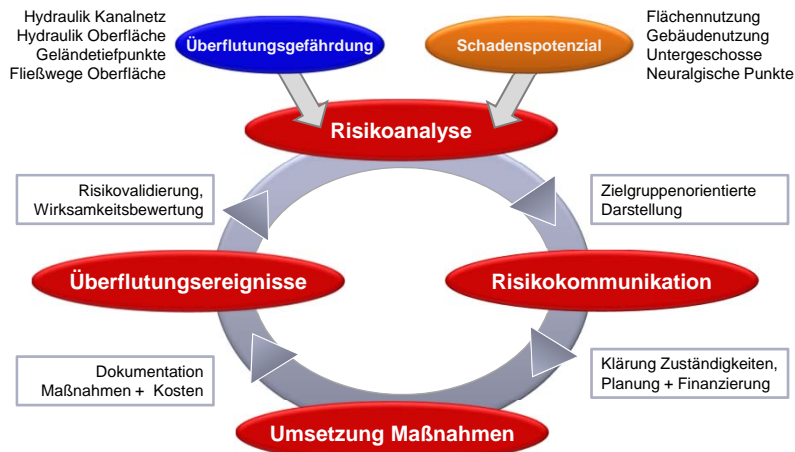 Hydraulik Kanalnetz
Hydraulik Oberfläche
Geländetiefpunkte
Fließwege Oberfläche
Überflutungsgefährdung
Schadenspotenzial
Flächennutzung
Gebäudenutzung
Untergeschosse
Neuralgische Punkte
Risikoanalyse
Risikovalidierung,
Wirksamkeitsbewertung
Zielgruppenorientierte
Darstellung
Überflutungsereignisse
Risikokommunikation
Dokumentation
Maßnahmen + Kosten
Klärung Zuständigkeiten,
Planung + Finanzierung
Umsetzung Maßnahmen